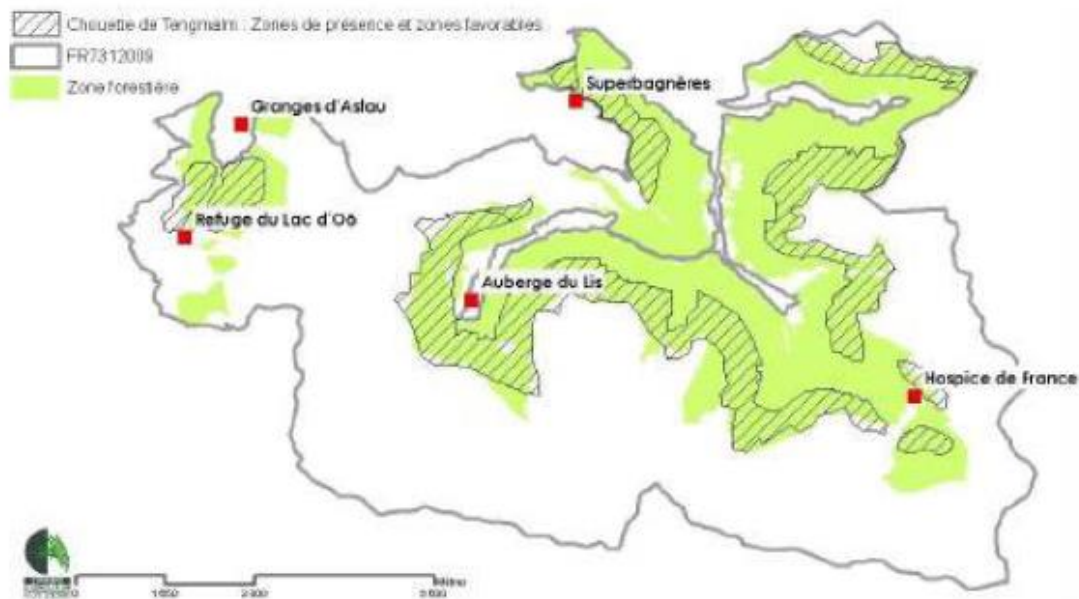 Chouette de Tengmalm : Zones de présence et zones favorables
FR7312009
Zone forestière
Granges d'Aslau
Superbagnères
Refuge du Lac d'Oô
Auberge du Lis
Hospice de France